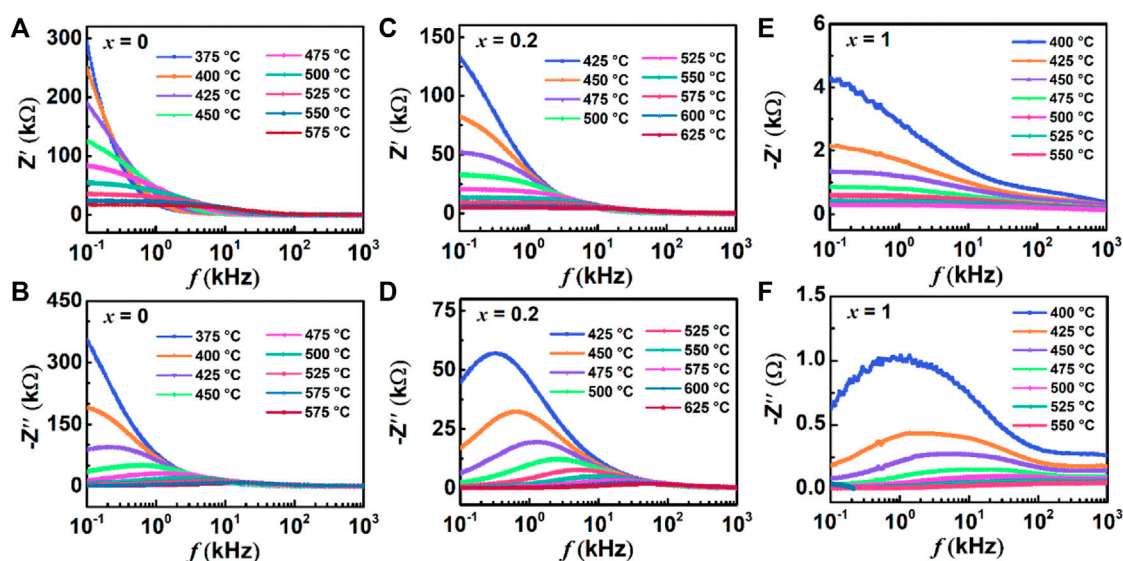 A
x = 0
Z' (kΩ)
300
200
100
0
375 °C
400 °C
425 °C
450 °C
475 °C
500 °C
525 °C
550 °C
575 °C
10⁻¹ 10⁰ 10¹ 10² 10³
f (kHz)
C
x = 0.2
Z' (kΩ)
150
100
50
0
425 °C
450 °C
475 °C
500 °C
525 °C
550 °C
575 °C
600 °C
625 °C
10⁻¹ 10⁰ 10¹ 10² 10³
f (kHz)
E
x = 1
-Z' (kΩ)
6
4
2
0
400 °C
425 °C
450 °C
475 °C
500 °C
525 °C
550 °C
10⁻¹ 10⁰ 10¹ 10² 10³
f (kHz)
B
x = 0
-Z'' (kΩ)
450
300
150
0
375 °C
400 °C
425 °C
450 °C
475 °C
500 °C
525 °C
575 °C
575 °C
10⁻¹ 10⁰ 10¹ 10² 10³
f (kHz)
D
x = 0.2
-Z'' (kΩ)
75
50
25
0
425 °C
450 °C
475 °C
500 °C
525 °C
550 °C
575 °C
600 °C
625 °C
10⁻¹ 10⁰ 10¹ 10² 10³
f (kHz)
F
x = 1
-Z'' (Ω)
1.5
1.0
0.5
0.0
400 °C
425 °C
450 °C
475 °C
500 °C
525 °C
550 °C
10⁻¹ 10⁰ 10¹ 10² 10³
f (kHz)